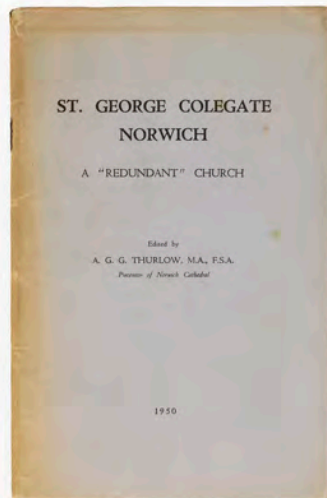 ST. GEORGE COLEGATE
NORWICH
A "REDUNDANT" CHURCH
Edited by
A. G. G. THURLOW, M.A., F.S.A.
Precentor of Norwich Cathedral
1950